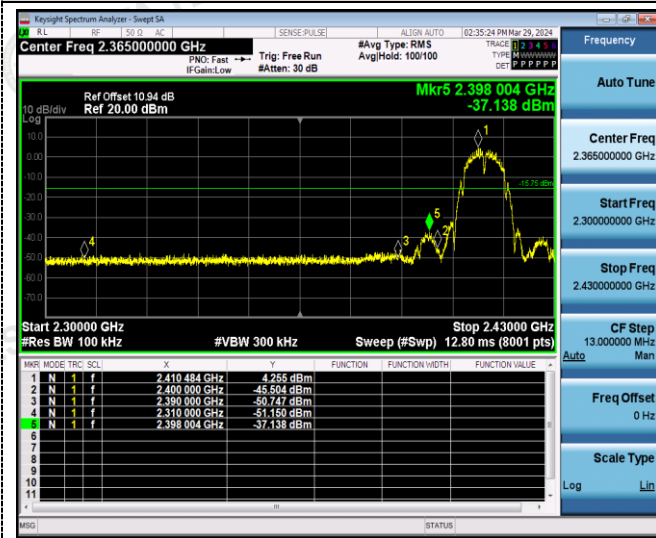 Keysight Spectrum Analyzer - Swept SA
RL RF 50 Ω AC SENSE:PULSE ALIGN AUTO 02:35:24 PM Mar 29, 2024
Center Freq 2.365000000 GHz
PNO: Fast
IFGain:Low
Trig: Free Run
#Atten: 30 dB
#Avg Type: RMS
Avg|Hold: 100/100
TRACE 1 2 3 4 5 6
TYPE M W W W W W
DET P P P P P P
Ref Offset 10.94 dB
10 dB/div Ref 20.00 dBm
Log
Mkr5 2.398 004 GHz
-37.138 dBm
10.0
0.00
-10.0
-20.0
-30.0
-40.0
-50.0
-60.0
-70.0
1
-15.75 dBm
5
2
3
4
Start 2.30000 GHz Stop 2.43000 GHz
#Res BW 100 kHz #VBW 300 kHz Sweep (#Swp) 12.80 ms (8001 pts)
MKR MODE TRC SCL X Y FUNCTION FUNCTION WIDTH FUNCTION VALUE
1 N 1 f 2.410 484 GHz 4.255 dBm
2 N 1 f 2.400 000 GHz -45.504 dBm
3 N 1 f 2.390 000 GHz -50.747 dBm
4 N 1 f 2.310 000 GHz -51.150 dBm
5 N 1 f 2.398 004 GHz -37.138 dBm
6
7
8
9
10
11
MSG STATUS
Frequency
Auto Tune
Center Freq
2.365000000 GHz
Start Freq
2.300000000 GHz
Stop Freq
2.430000000 GHz
CF Step
13.000000 MHz
Auto Man
Freq Offset
0 Hz
Scale Type
Log Lin